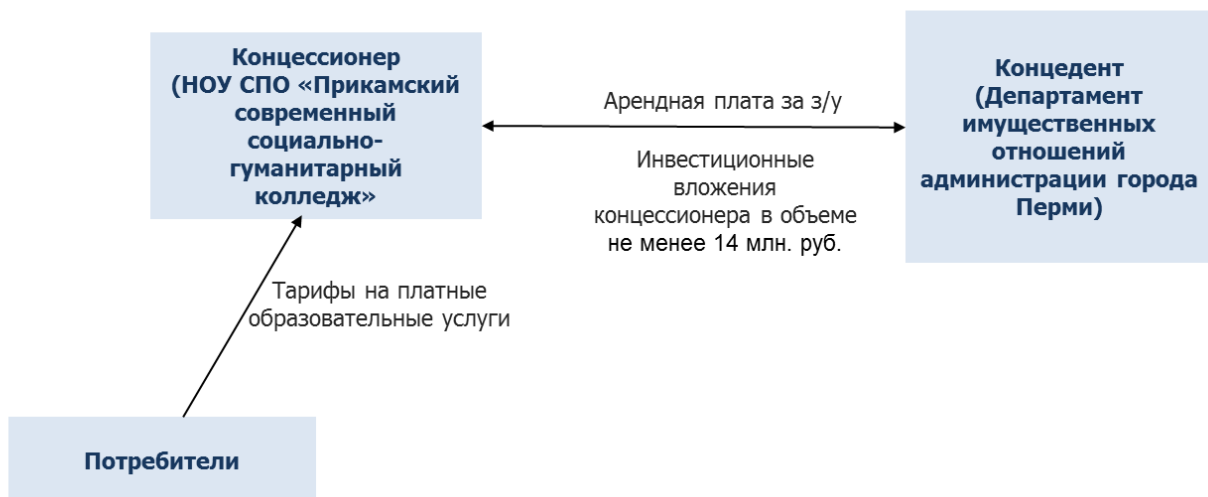 Концессионер
(НОУ СПО «Прикамский
современный
социально-
гуманитарный
колледж»
Арендная плата за з/у
Инвестиционные
вложения
концессионера в объеме
не менее 14 млн. руб.
Концедент
(Департамент
имущественных
отношений
администрации города
Перми)
Тарифы на платные
образовательные услуги
Потребители